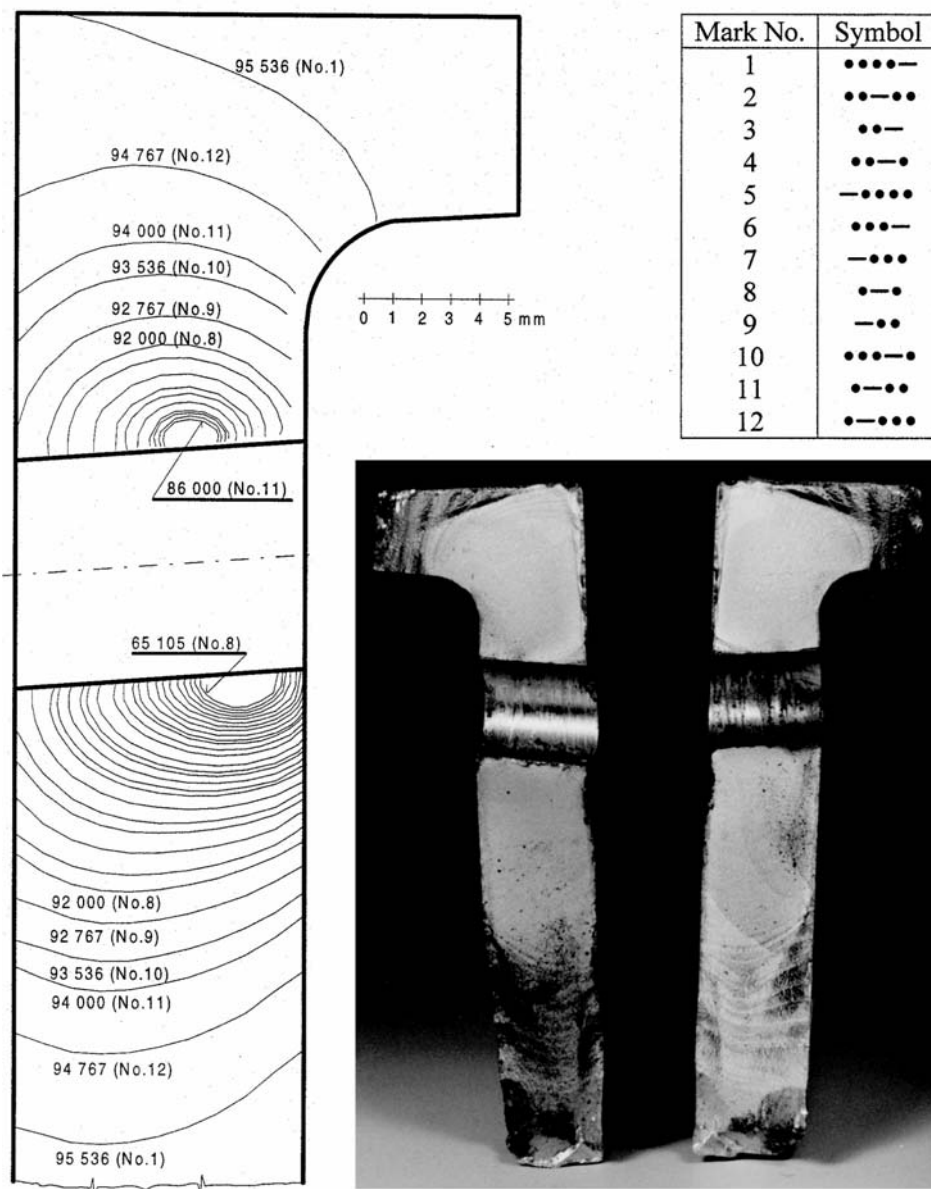 95 536 (No.1)
94 767 (No.12)
94 000 (No.11)
93 536 (No.10)
92 767 (No.9)
92 000 (No.8)
0 1 2 3 4 5 mm
86 000 (No.11)
65 105 (No.8)
92 000 (No.8)
92 767 (No.9)
93 536 (No.10)
94 000 (No.11)
94 767 (No.12)
95 536 (No.1)
Mark No. Symbol
1 ●●●●—
2 ●●—●●
3 ●●—
4 ●●—●
5 —●●●●
6 ●●●—
7 —●●●
8 ●—●
9 —●●
10 ●●●—●
11 ●—●●
12 ●—●●●